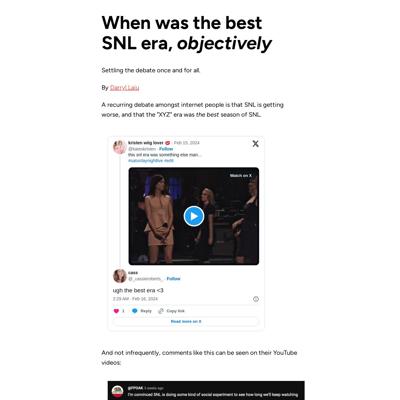 When was the best
SNL era, objectively
Settling the debate once and for all.
By Darryl Laiu
A recurring debate amongst internet people is that SNL is getting
worse, and that the "XYZ" era was the best season of SNL.
kristen wiig lover · Feb 15, 2024
· Follow
this snl era was something else man...
#saturdaynightlive #edit
Watch on X
cass
@_cassieroberts_ · Follow
ugh the best era <3
2:29 AM · Feb 16, 2024
1 Reply Copy link
Read more on X
And not infrequently, comments like this can be seen on their YouTube
videos:
@FPOAK 3 weeks ago
I'm convinced SNL is doing some kind of social experiment to see how long we'll keep watching